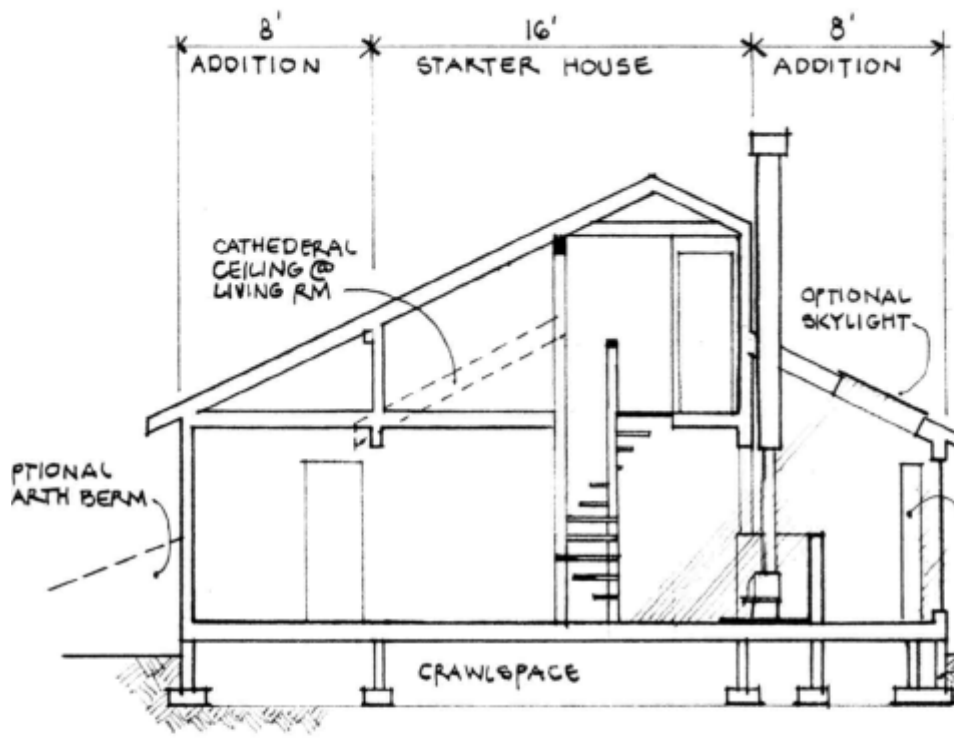 8' 16' 8'
ADDITION STARTER HOUSE ADDITION
CATHEDERAL
CEILING @
LIVING RM
OPTIONAL
SKYLIGHT
PTIONAL
ARTH BERM
CRAWLSPACE